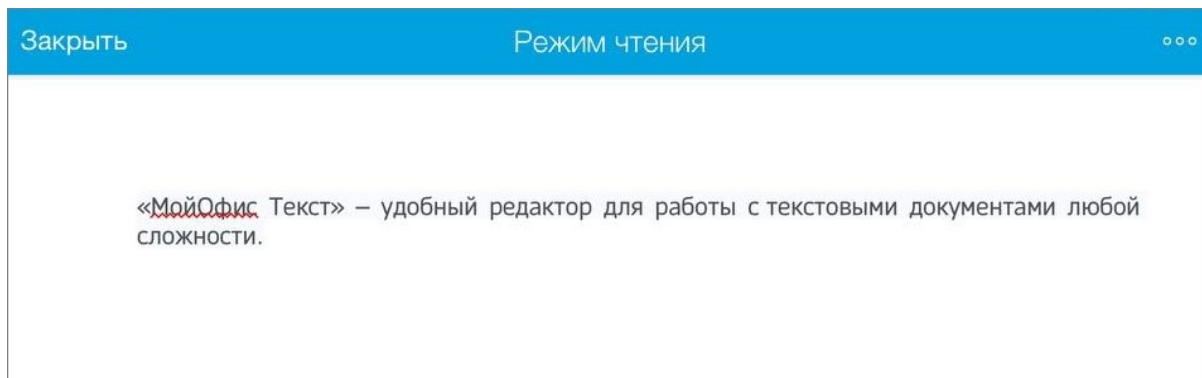 Закрыть Режим чтения
«МойОфис Текст» – удобный редактор для работы с текстовыми документами любой
сложности.